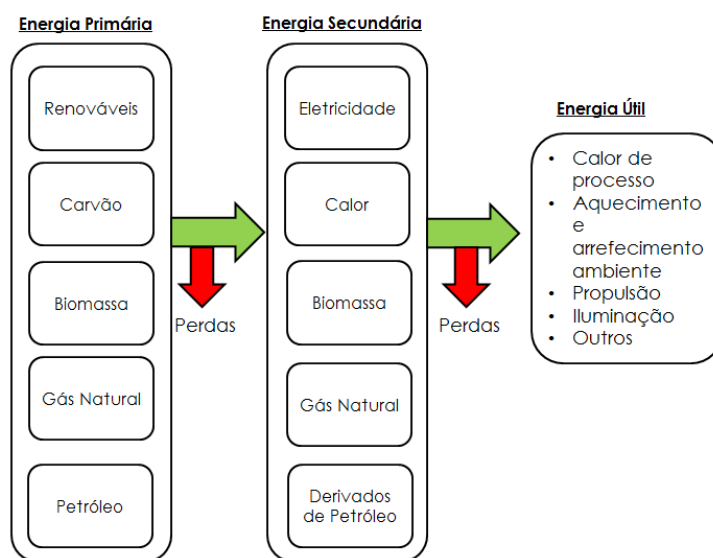 Energia Primária
Renováveis
Carvão
Biomassa
Gás Natural
Petróleo
Perdas
Energia Secundária
Eletricidade
Calor
Biomassa
Gás Natural
Derivados
de Petróleo
Perdas
Energia Útil
• Calor de
processo
• Aquecimento
e
arrefecimento
ambiente
• Propulsão
• Iluminação
• Outros